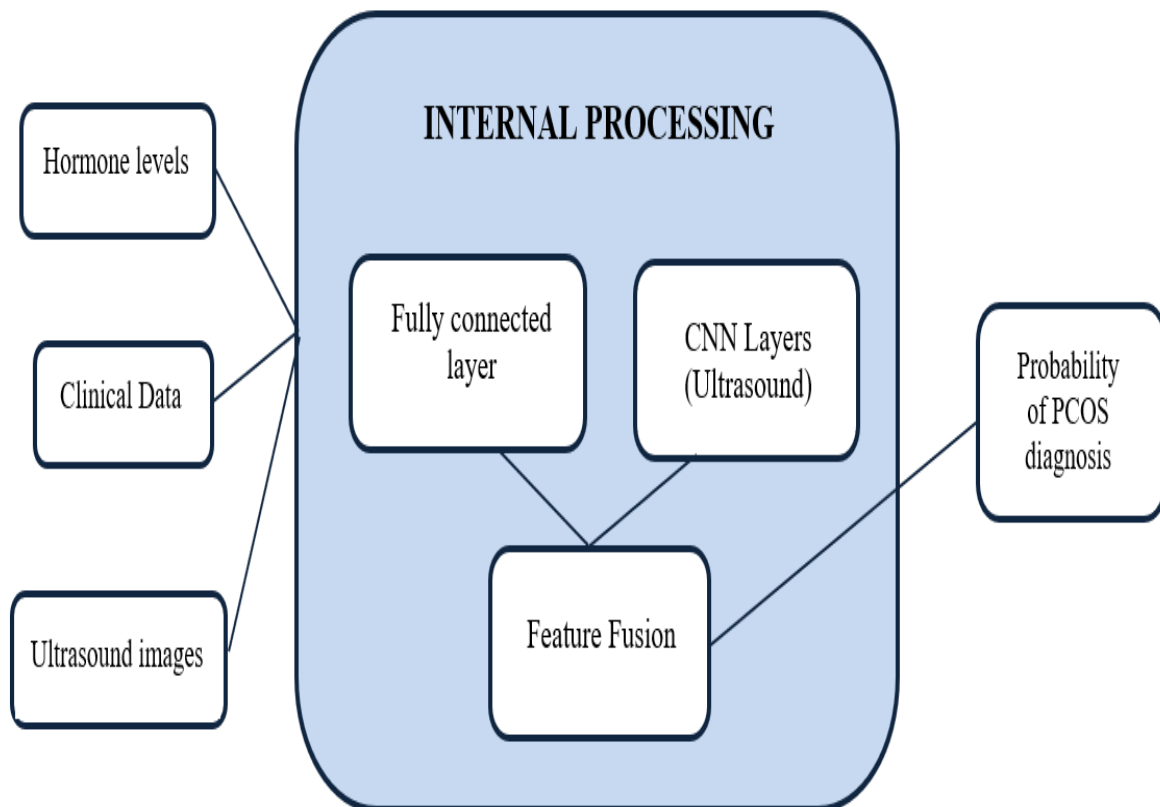 INTERNAL PROCESSING
Hormone levels
Clinical Data
Ultrasound images
Fully connected
layer
CNN Layers
(Ultrasound)
Feature Fusion
Probability
of PCOS
diagnosis